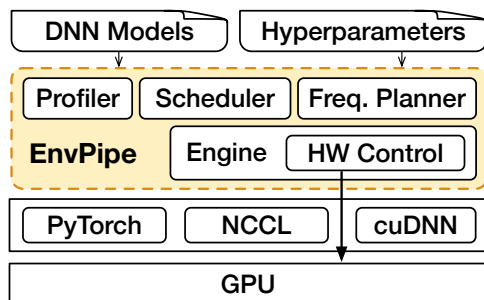 DNN Models Hyperparameters
Profiler Scheduler Freq. Planner
EnvPipe Engine HW Control
PyTorch NCCL cuDNN
GPU